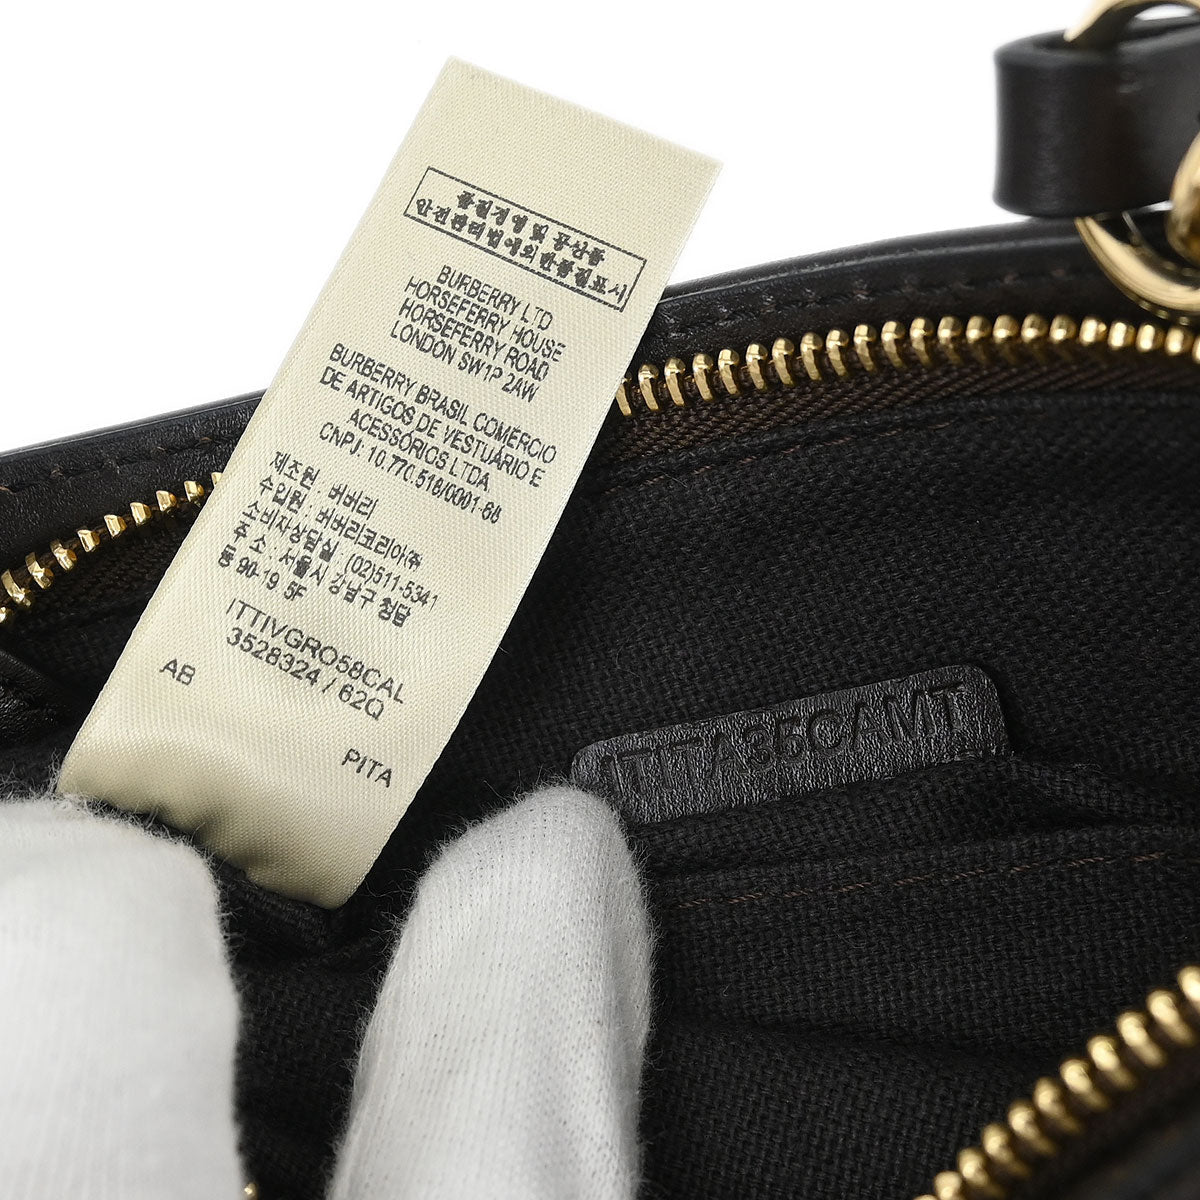 품질경영 및 공산품
안전관리법에의한품질표시
BURBERRY LTD
HORSEFERRY HOUSE
HORSEFERRY ROAD
LONDON SW1P 2AW
BURBERRY BRASIL COMÉRCIO
DE ARTIGOS DE VESTUÁRIO E
ACESSÓRIOS LTDA
CNPJ: 10.770.518/0001-68
제조원 : 버버리
수입원 : 버버리코리아㈜
소비자상담실 (02)511-5341
주 소 : 서울시 강남구 청담
동 90-19 5F
ITTIVGRO58CAL
3528324 / 62Q
AB
PITA
ITTITA35CAMT